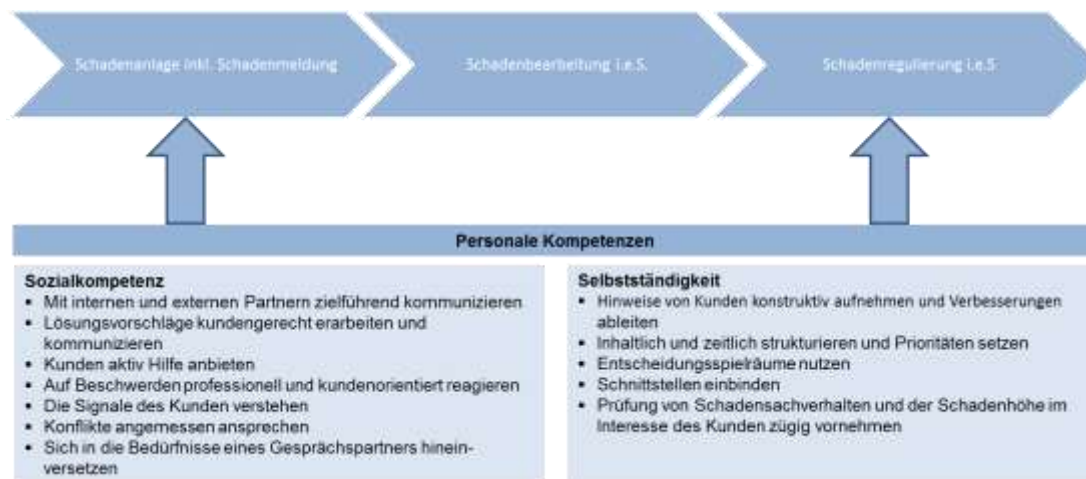 Schadenanlage inkl. Schadenmeldung
Schadenbearbeitung i.e.S.
Schadenregulierung i.e.S
Personale Kompetenzen
Sozialkompetenz
▪ Mit internen und externen Partnern zielführend kommunizieren
▪ Lösungsvorschläge kundengerecht erarbeiten und
kommunizieren
▪ Kunden aktiv Hilfe anbieten
▪ Auf Beschwerden professionell und kundenorientiert reagieren
▪ Die Signale des Kunden verstehen
▪ Konflikte angemessen ansprechen
▪ Sich in die Bedürfnisse eines Gesprächspartners hinein-
versetzen
Selbstständigkeit
▪ Hinweise von Kunden konstruktiv aufnehmen und Verbesserungen
ableiten
▪ Inhaltlich und zeitlich strukturieren und Prioritäten setzen
▪ Entscheidungsspielräume nutzen
▪ Schnittstellen einbinden
▪ Prüfung von Schadensachverhalten und der Schadenhöhe im
Interesse des Kunden zügig vornehmen